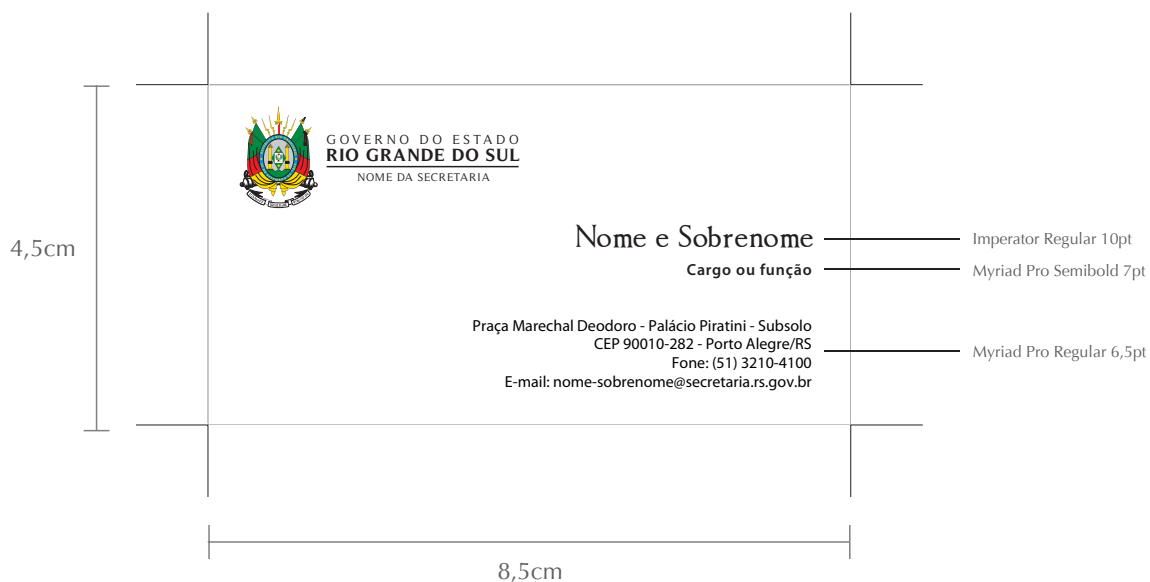 GOVERNO DO ESTADO
RIO GRANDE DO SUL
NOME DA SECRETARIA
4,5cm
Nome e Sobrenome
Imperator Regular 10pt
Cargo ou função
Myriad Pro Semibold 7pt
Praça Marechal Deodoro - Palácio Piratini - Subsolo
CEP 90010-282 - Porto Alegre/RS
Fone: (51) 3210-4100
E-mail: nome-sobrenome@secretaria.rs.gov.br
Myriad Pro Regular 6,5pt
8,5cm